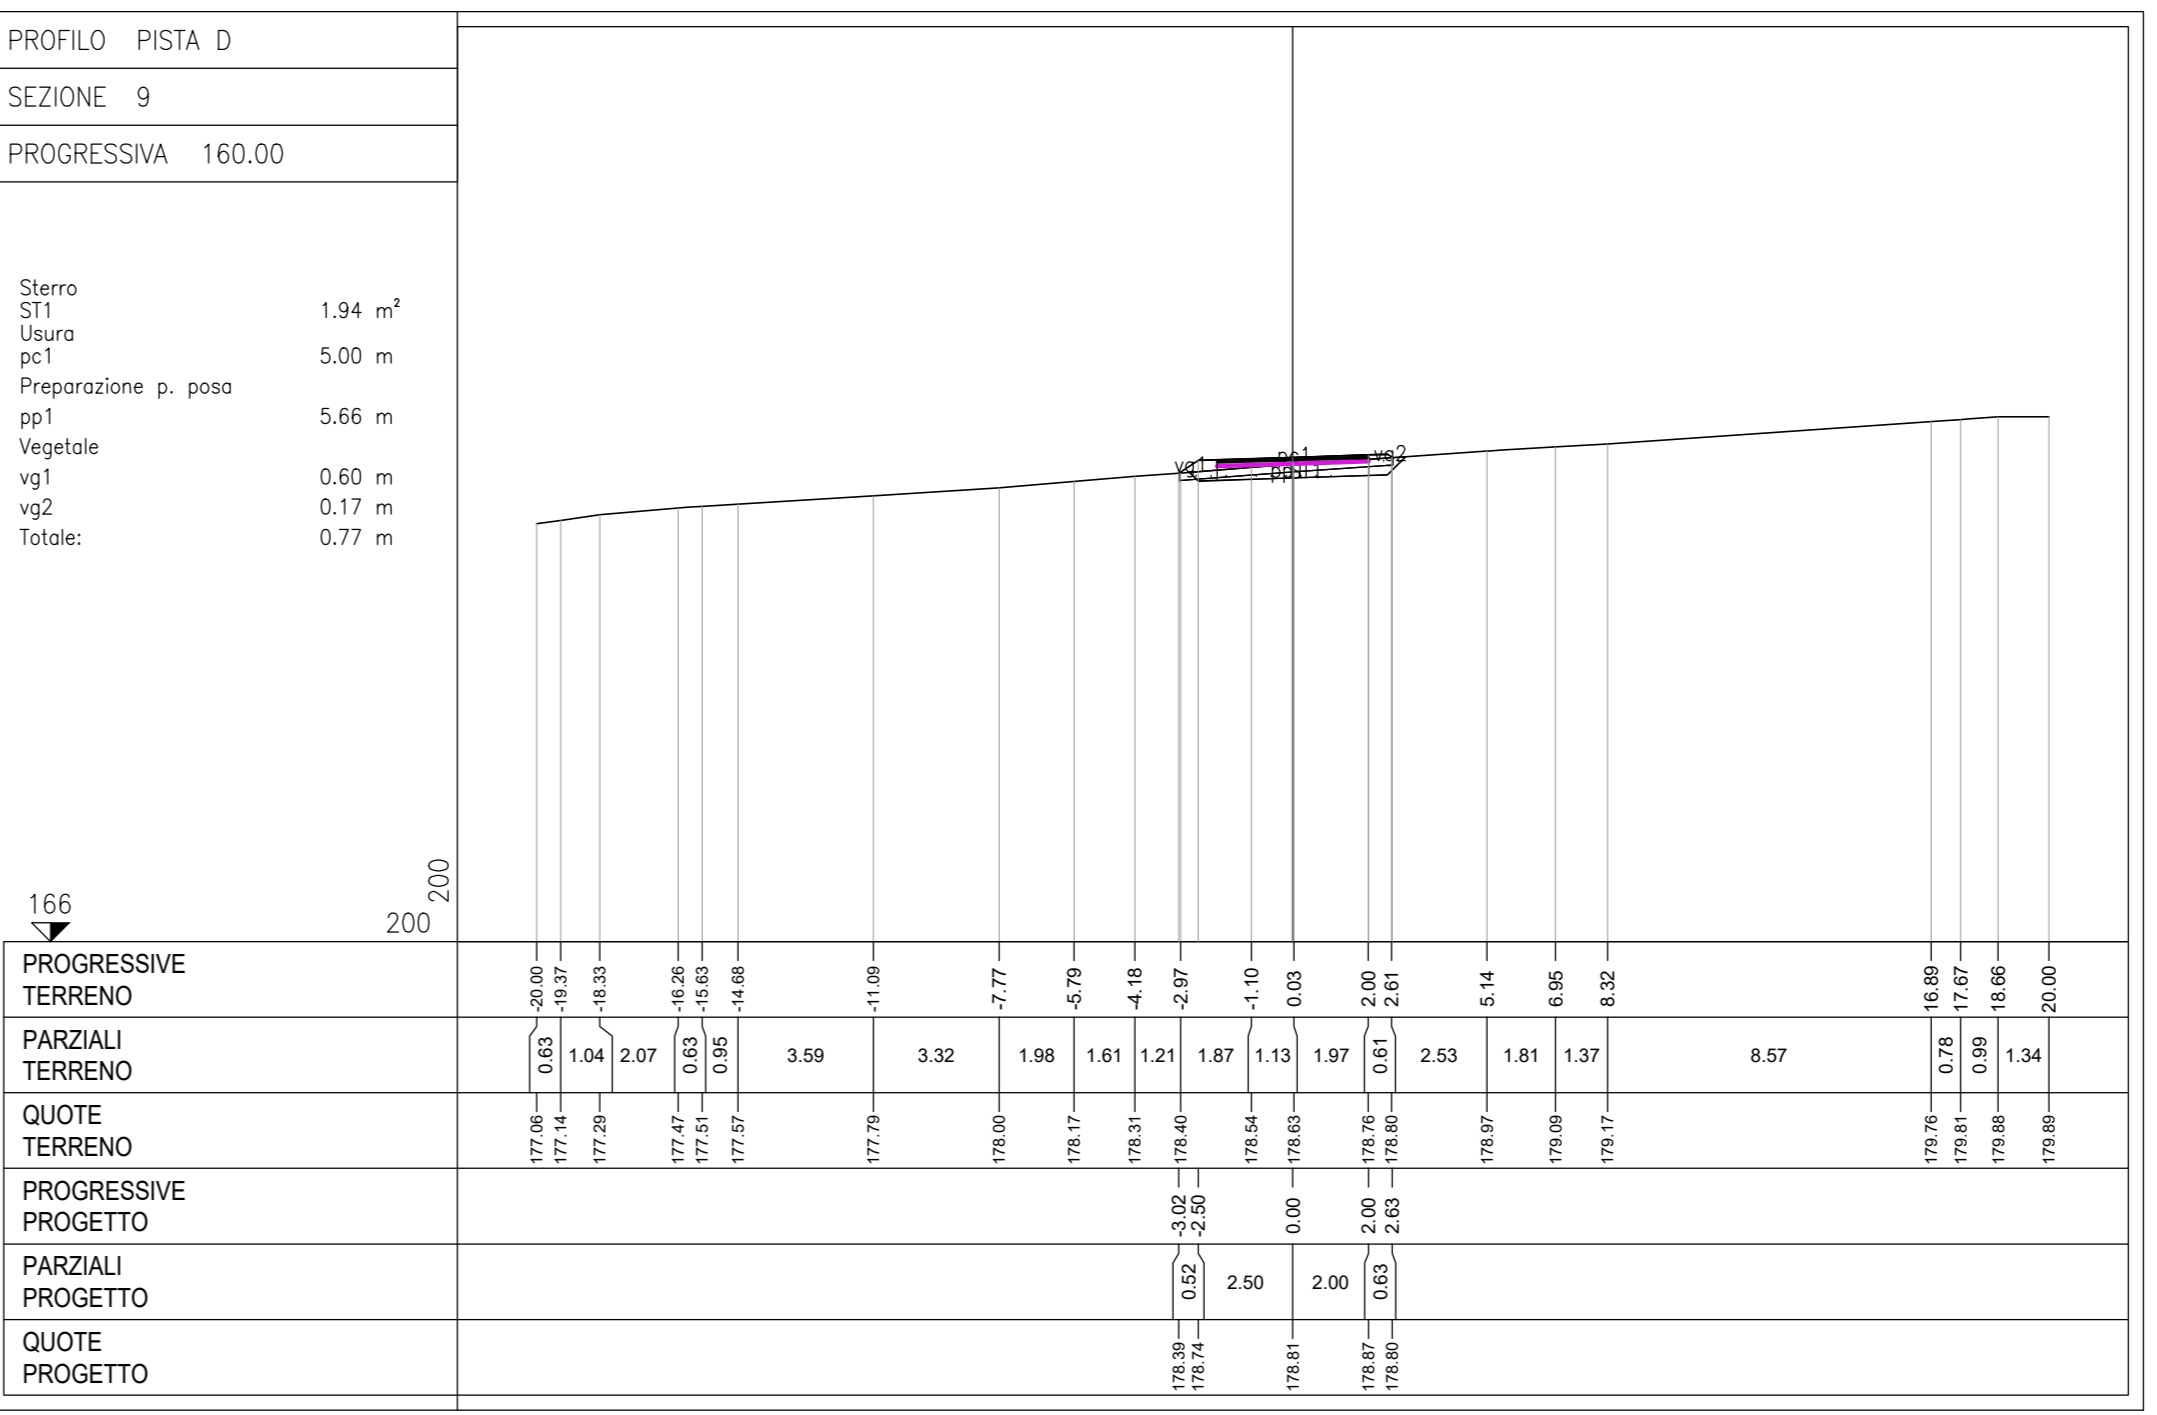 PROFILO PISTA D
SEZIONE 9
PROGRESSIVA 160.00
Sterro
ST1 1.94 m²
Usura
pc1 5.00 m
Preparazione p. posa
pp1 5.66 m
Vegetale
vg1 0.60 m
vg2 0.17 m
Totale: 0.77 m
vg1 pc1 vg2
166
200
200
PROGRESSIVE TERRENO
-20.00 -19.37 -18.33 -16.26 -15.63 -14.68 -11.09 -7.77 -5.79 -4.18 -2.97 -1.10 0.03 2.00 2.61 5.14 6.95 8.32 16.89 17.67 18.66 20.00
PARZIALI TERRENO
0.63 1.04 2.07 0.63 0.95 3.59 3.32 1.98 1.61 1.21 1.87 1.13 1.97 0.61 2.53 1.81 1.37 8.57 0.78 0.99 1.34
QUOTE TERRENO
177.06 177.14 177.29 177.47 177.51 177.57 177.79 178.00 178.17 178.31 178.40 178.54 178.63 178.76 178.80 178.97 179.09 179.17 179.76 179.81 179.88 179.89
PROGRESSIVE PROGETTO
-3.02 -2.50 0.00 2.00 2.63
PARZIALI PROGETTO
0.52 2.50 2.00 0.63
QUOTE PROGETTO
178.39 178.74 178.81 178.87 178.80